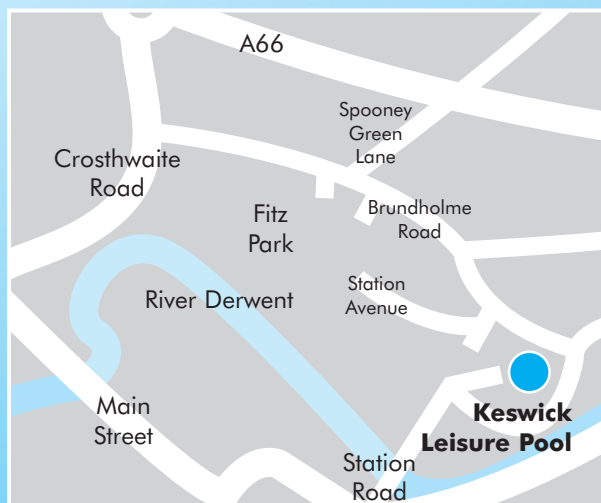 A66
Spooney
Green
Lane
Crosthwaite
Road
Brundholme
Road
Fitz
Park
Station
Avenue
River Derwent
Keswick
Leisure Pool
Main
Street
Station
Road